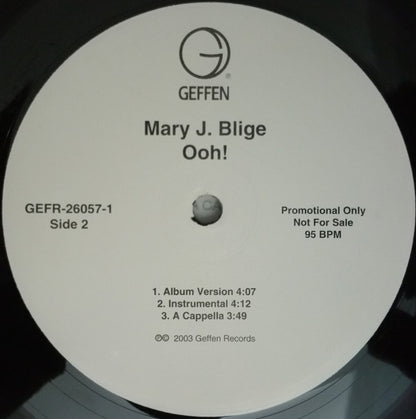 G®
GEFFEN
Mary J. Blige
Ooh!
GEFR-26057-1
Side 2
Promotional Only
Not For Sale
95 BPM
1. Album Version 4:07
2. Instrumental 4:12
3. A Cappella 3:49
℗© 2003 Geffen Records